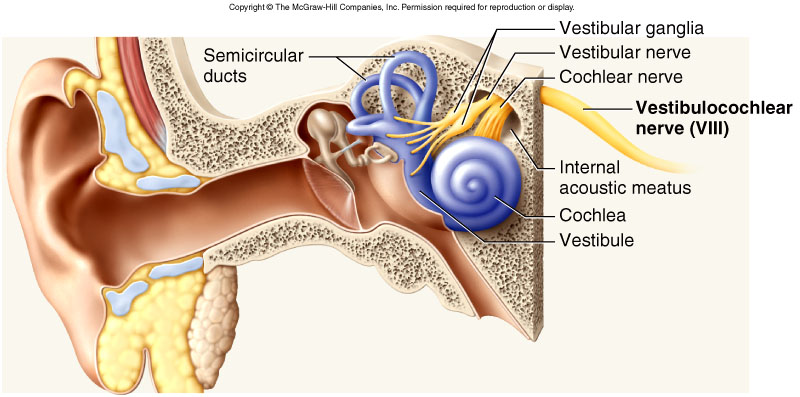 Copyright © The McGraw-Hill Companies, Inc. Permission required for reproduction or display.
Semicircular
ducts
Vestibular ganglia
Vestibular nerve
Cochlear nerve
Vestibulocochlear
nerve (VIII)
Internal
acoustic meatus
Cochlea
Vestibule